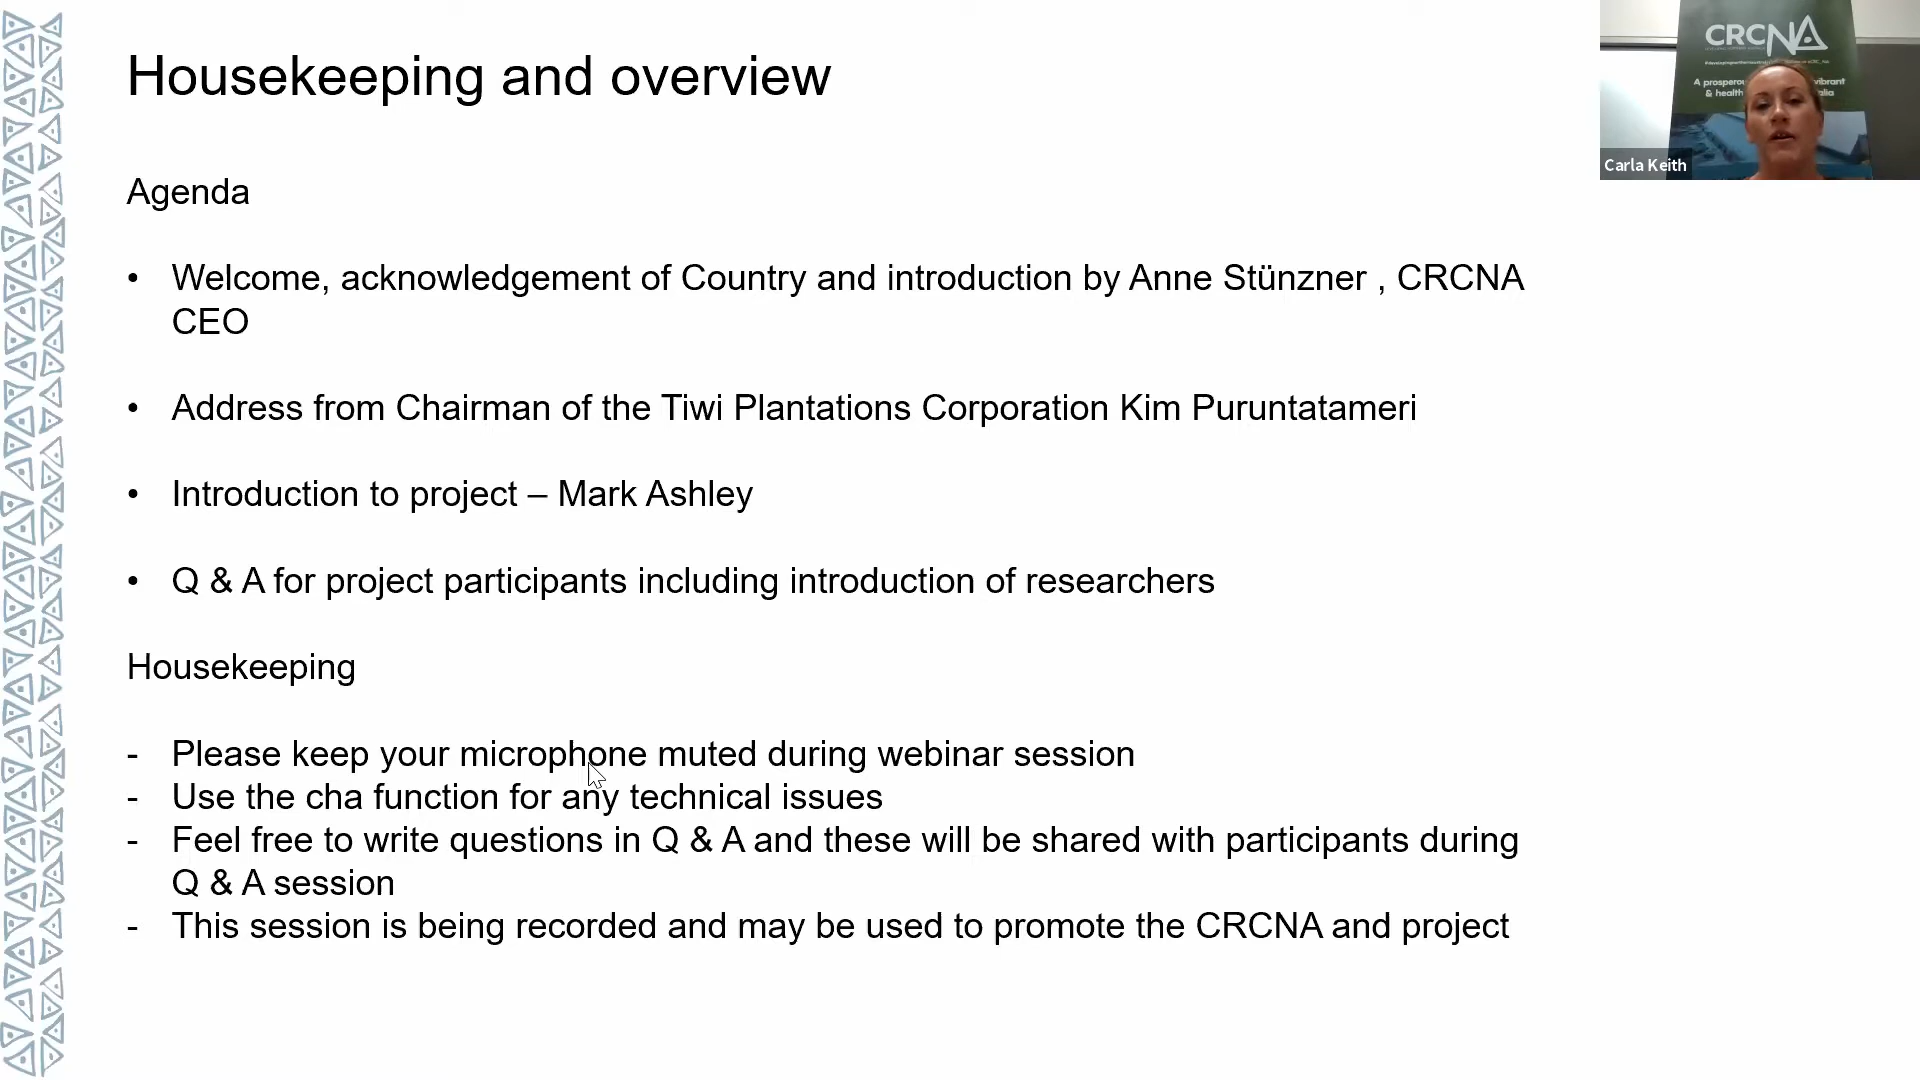 Housekeeping and overview
Agenda
• Welcome, acknowledgement of Country and introduction by Anne Stünzner , CRCNA
CEO
• Address from Chairman of the Tiwi Plantations Corporation Kim Puruntatameri
• Introduction to project – Mark Ashley
• Q & A for project participants including introduction of researchers
Housekeeping
- Please keep your microphone muted during webinar session
- Use the cha function for any technical issues
- Feel free to write questions in Q & A and these will be shared with participants during
Q & A session
- This session is being recorded and may be used to promote the CRCNA and project
CRCNA
A prosperou vibrant
& health alia
Carla Keith